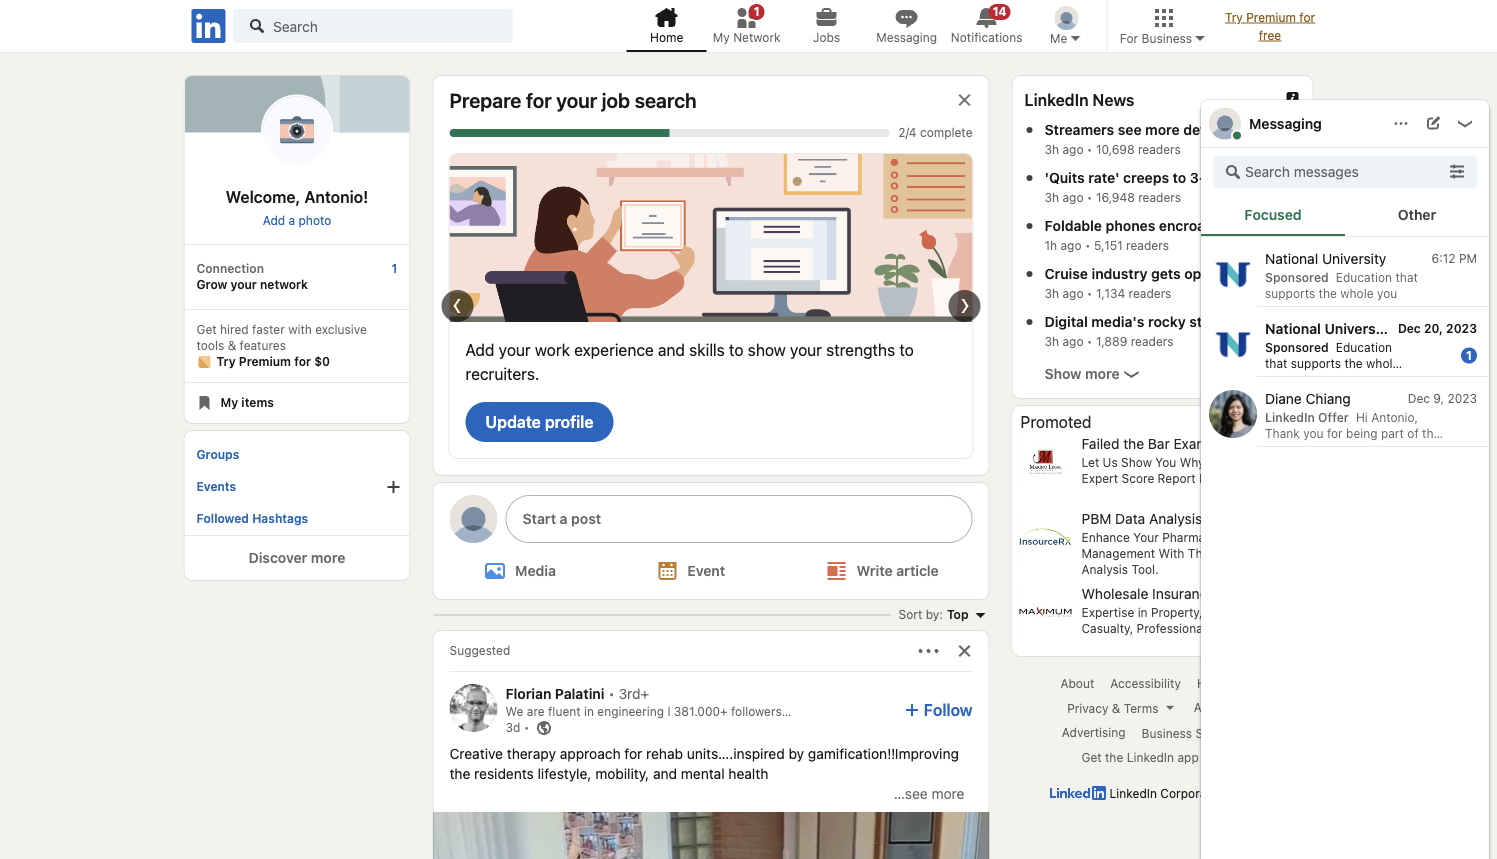 in
Search
1
14
Home
My Network
Jobs
Messaging
Notifications
Me
For Business
Try Premium for
free
Welcome, Antonio!
Add a photo
Connection
1
Grow your network
Get hired faster with exclusive
tools & features
Try Premium for $0
My items
Groups
Events
Followed Hashtags
Discover more
Prepare for your job search
2/4 complete
Add your work experience and skills to show your strengths to
recruiters.
Update profile
Start a post
Media
Event
Write article
Sort by: Top
Suggested
Florian Palatini • 3rd+
We are fluent in engineering I 381.000+ followers...
3d •
+ Follow
Creative therapy approach for rehab units....inspired by gamification!!Improving
the residents lifestyle, mobility, and mental health
...see more
LinkedIn News
Streamers see more de
3h ago • 10,698 readers
'Quits rate' creeps to 3-
3h ago • 16,948 readers
Foldable phones encroa
1h ago • 5,151 readers
Cruise industry gets op
3h ago • 1,134 readers
Digital media's rocky st
3h ago • 1,889 readers
Show more
Promoted
Failed the Bar Exar
Let Us Show You Why
Expert Score Report
PBM Data Analysis
InsourceRx
Enhance Your Pharma
Management With Th
Analysis Tool.
Wholesale Insuran
MAXIMUM
Expertise in Property,
Casualty, Professiona
About
Accessibility
Privacy & Terms
A
Advertising
Business S
Get the LinkedIn app
Linked in LinkedIn Corpora
Messaging
Search messages
Focused
Other
National University
6:12 PM
Sponsored Education that
supports the whole you
National Univers...
Dec 20, 2023
Sponsored Education
that supports the whol...
1
Diane Chiang
Dec 9, 2023
LinkedIn Offer Hi Antonio,
Thank you for being part of th...